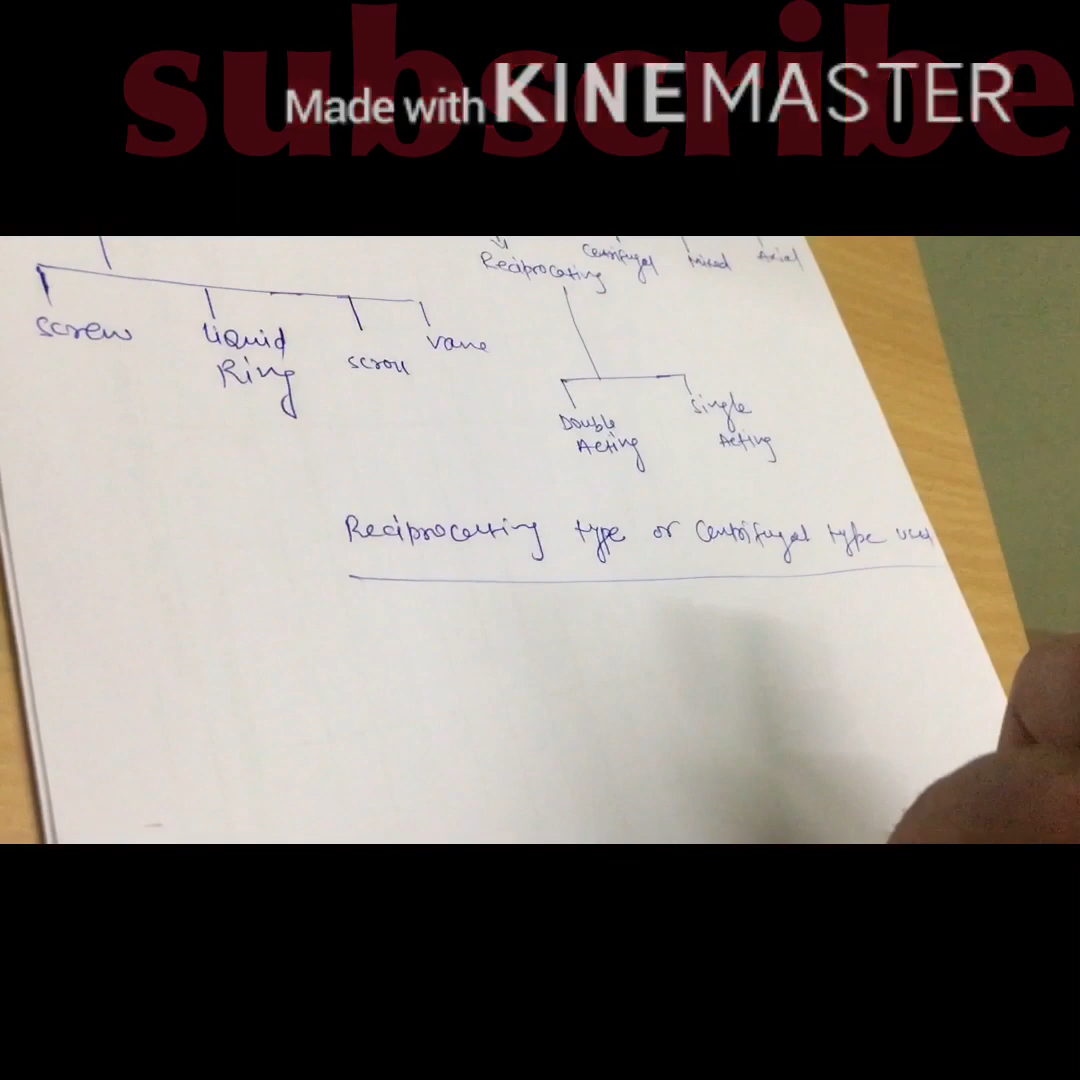 subscribe
Made with KINEMASTER
Reciprocating
Centrifugal
mixed
Axial
screw
Liquid
Ring
scroll
vane
Double
Acting
Single
Acting
Reciprocating type or Centrifugal type used